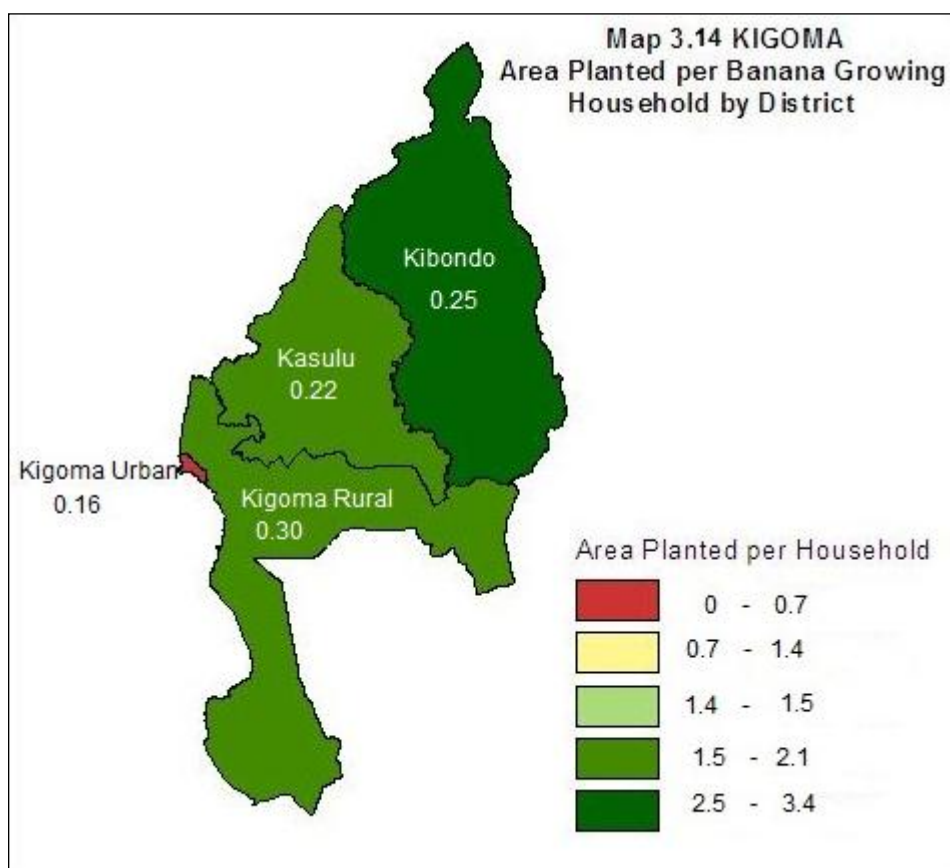 Map 3.14 KIGOMA
Area Planted per Banana Growing
Household by District
Kibondo
0.25
Kasulu
0.22
Kigoma Urban
0.16
Kigoma Rural
0.30
Area Planted per Household
0 - 0.7
0.7 - 1.4
1.4 - 1.5
1.5 - 2.1
2.5 - 3.4